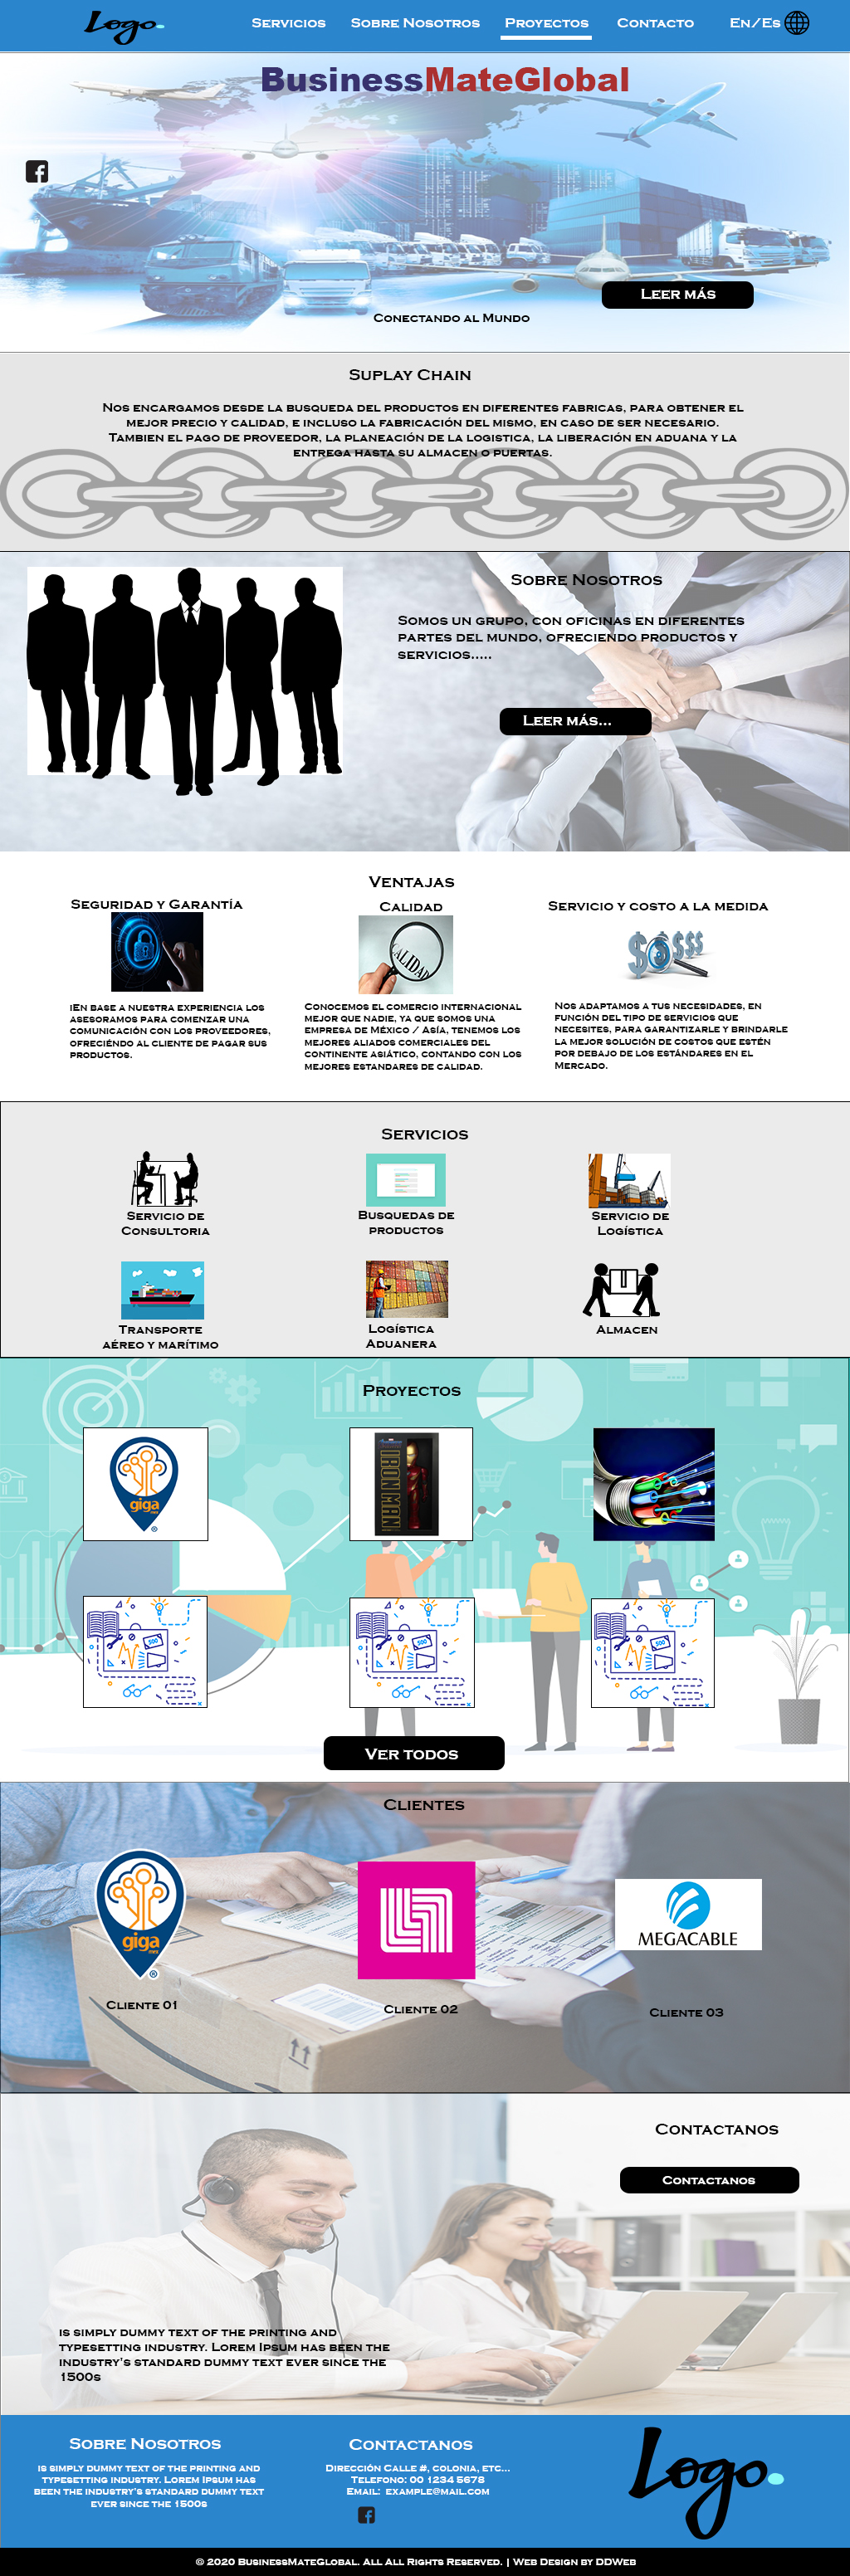 Logo.
Servicios Sobre Nosotros Proyectos Contacto En/Es
BusinessMateGlobal
Leer más
Conectando al Mundo
Suplay Chain
Nos encargamos desde la busqueda del productos en diferentes fabricas, para obtener el
mejor precio y calidad, e incluso la fabricación del mismo, en caso de ser necesario.
Tambien el pago de proveedor, la planeación de la logistica, la liberación en aduana y la
entrega hasta su almacen o puertas.
Sobre Nosotros
Somos un grupo, con oficinas en diferentes
partes del mundo, ofreciendo productos y
servicios.....
Leer más...
Ventajas
Seguridad y Garantía
¡En base a nuestra experiencia los
asesoramos para comenzar una
comunicación con los proveedores,
ofreciéndo al cliente de pagar sus
productos.
Calidad
CALIDAD
Conocemos el comercio internacional
mejor que nadie, ya que somos una
empresa de México / Asía, tenemos los
mejores aliados comerciales del
continente asiático, contando con los
mejores estandares de calidad.
Servicio y costo a la medida
$ $ $$$
Nos adaptamos a tus necesidades, en
función del tipo de servicios que
necesites, para garantizarle y brindarle
la mejor solución de costos que estén
por debajo de los estándares en el
Mercado.
Servicios
Servicio de
Consultoria
Busquedas de
productos
Servicio de
Logística
Transporte
aéreo y marítimo
Logística
Aduanera
Almacen
Proyectos
giga
IRON MAN
500
500
500
Ver todos
Clientes
giga
Cliente 01
Cliente 02
MEGACABLE
Cliente 03
Contactanos
Contactanos
is simply dummy text of the printing and
typesetting industry. Lorem Ipsum has been the
industry's standard dummy text ever since the
1500s
Sobre Nosotros
is simply dummy text of the printing and
typesetting industry. Lorem Ipsum has
been the industry's standard dummy text
ever since the 1500s
Contactanos
Dirección Calle #, colonia, etc...
Telefono: 00 1234 5678
Email: example@mail.com
Logo.
© 2020 BusinessMateGlobal. All All Rights Reserved. | Web Design by DDWeb